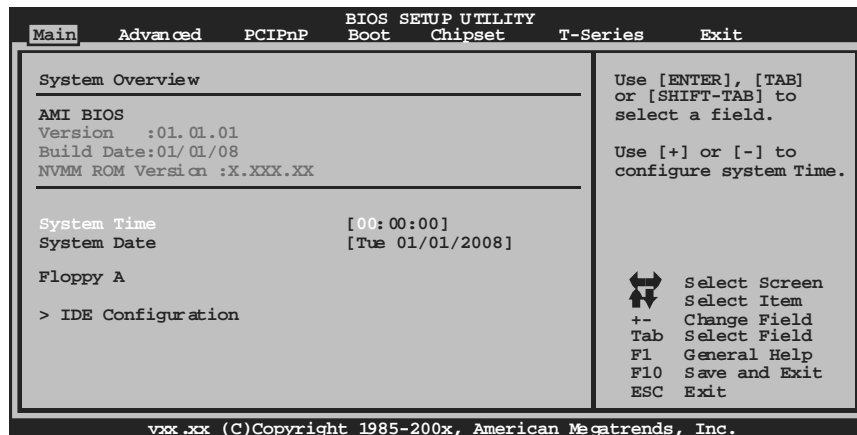 BIOS SETUP UTILITY
Main Advanced PCIPnP Boot Chipset T-Series Exit
System Overview
AMI BIOS
Version :01.01.01
Build Date:01/01/08
NVMM ROM Version :X.XXX.XX
System Time [00:00:00]
System Date [Tue 01/01/2008]
Floppy A
> IDE Configuration
Use [ENTER], [TAB]
or [SHIFT-TAB] to
select a field.
Use [+] or [-] to
configure system Time.
Select Screen
Select Item
+- Change Field
Tab Select Field
F1 General Help
F10 Save and Exit
ESC Exit
vxx.xx (C)Copyright 1985-200x, American Megatrends, Inc.